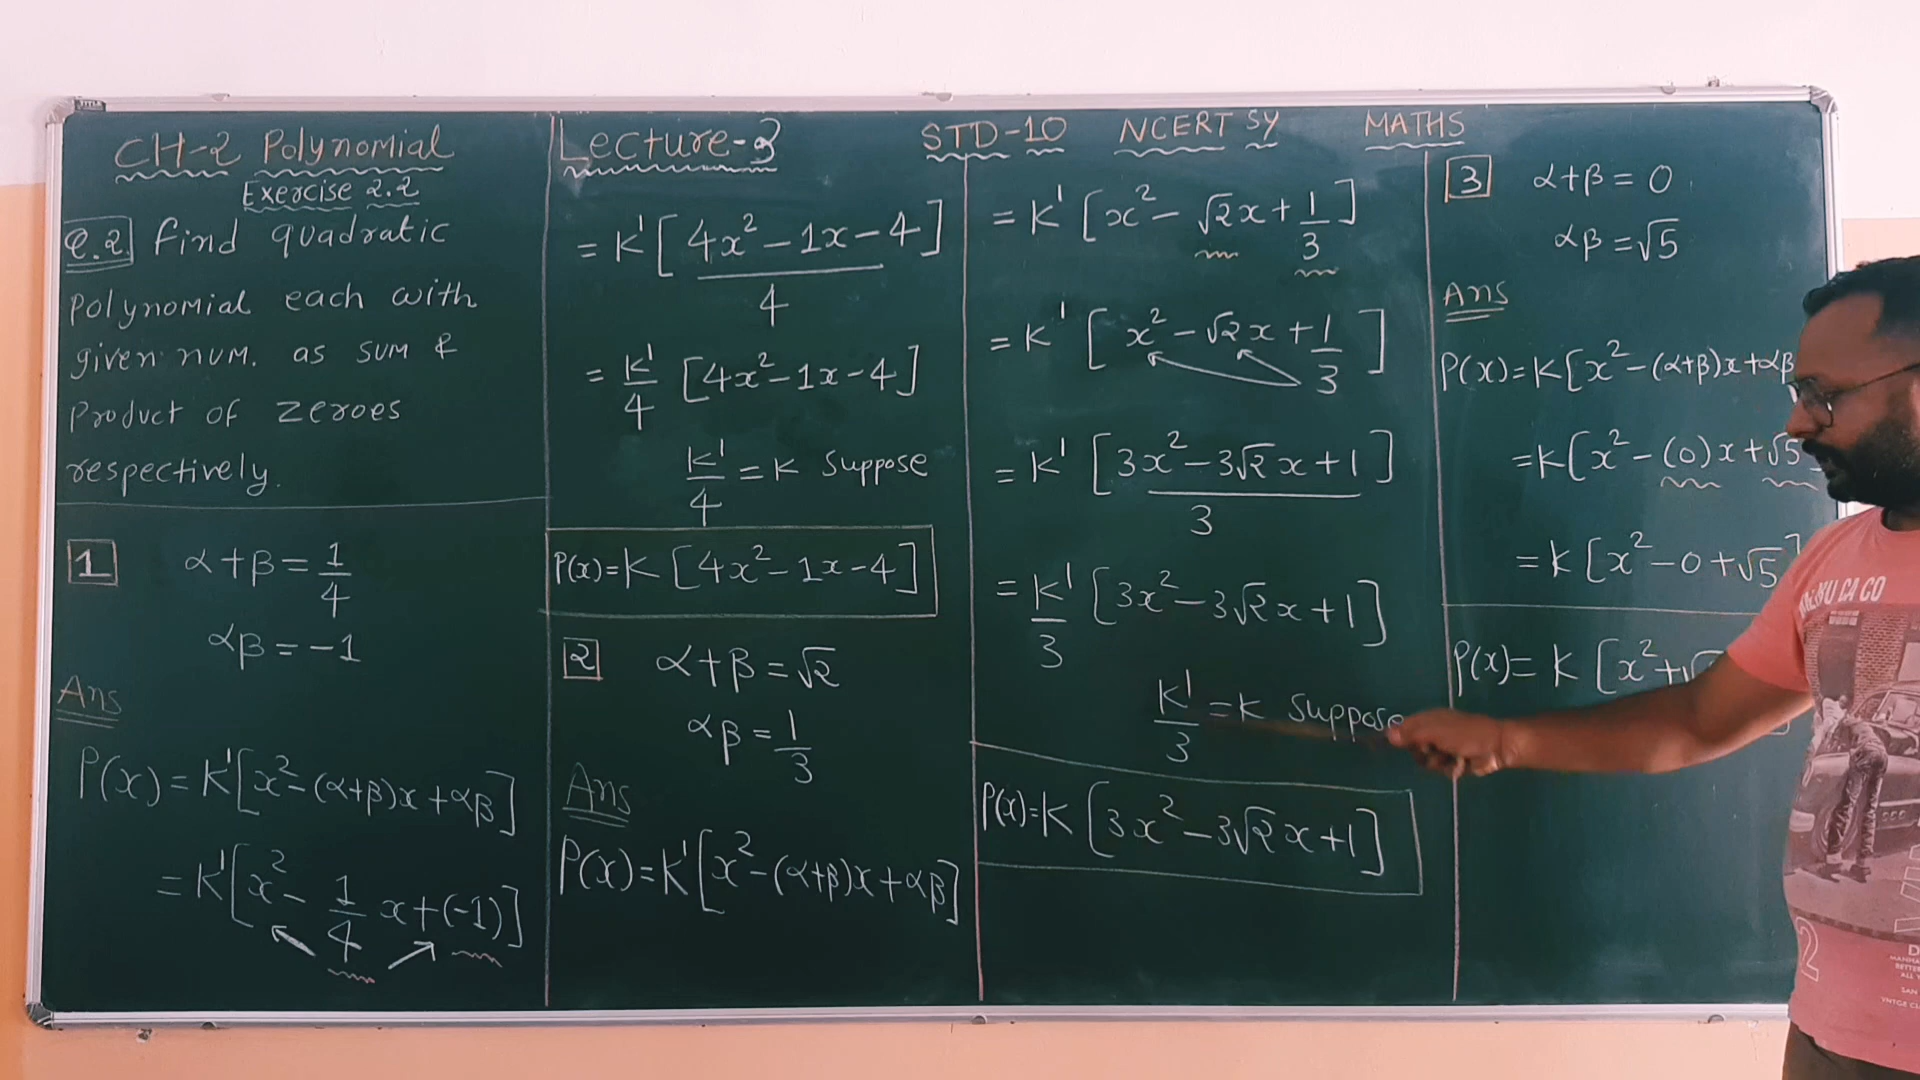 CH-2 Polynomial Lecture-3 STD-10 NCERT SY MATHS
Exercise 2.2
Q.2 Find quadratic
polynomial each with
given num. as sum &
product of zeroes
respectively.
1 α+β = 1/4
αβ = -1
Ans
P(x) = K'[x²-(α+β)x+αβ]
= K'[x² - 1/4 x+(-1)]
= K'[4x²-1x-4]/4
= K'/4 [4x²-1x-4]
K'/4 = K suppose
P(x)=K[4x²-1x-4]
2 α+β = √2
αβ = 1/3
Ans
P(x)=K'[x²-(α+β)x+αβ]
= K'[x²-√2x+1/3]
= K'[x²-√2x+1/3]
= K'[3x²-3√2x+1]/3
= K'/3 [3x²-3√2x+1]
K'/3 = K suppose
P(x)=K[3x²-3√2x+1]
3 α+β = 0
αβ = √5
Ans
P(x)=K[x²-(α+β)x+αβ
=K[x²-(0)x+√5
=K[x²-0+√5]
P(x)= K[x²+√